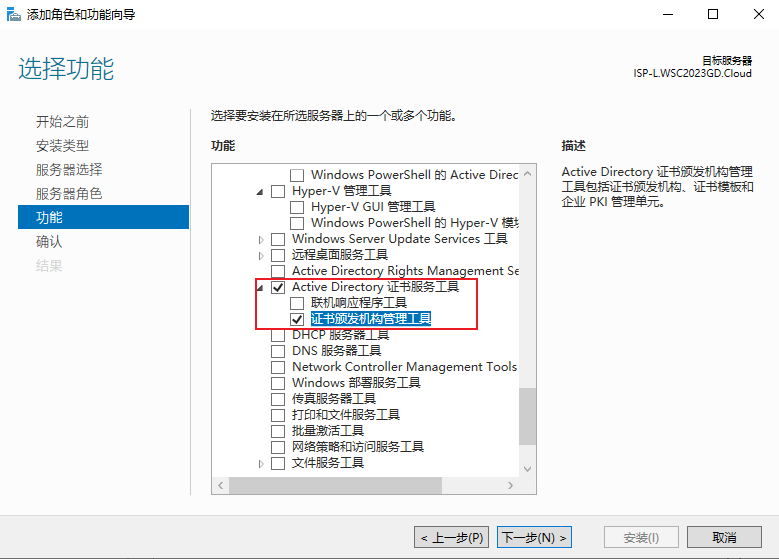 添加角色和功能向导
选择功能
目标服务器
ISP-L.WSC2023GD.Cloud
开始之前
安装类型
服务器选择
服务器角色
功能
确认
结果
选择要安装在所选服务器上的一个或多个功能。
功能
Windows PowerShell 的 Active Direc
Hyper-V 管理工具
Hyper-V GUI 管理工具
Windows PowerShell 的 Hyper-V 模块
Windows Server Update Services 工具
远程桌面服务工具
Active Directory Rights Management Se
Active Directory 证书服务工具
联机响应程序工具
证书颁发机构管理工具
DHCP 服务器工具
DNS 服务器工具
Network Controller Management Tools
Windows 部署服务工具
传真服务器工具
打印和文件服务工具
批量激活工具
网络策略和访问服务工具
文件服务工具
描述
Active Directory 证书颁发机构管理
工具包括证书颁发机构、证书模板和
企业 PKI 管理单元。
< 上一步(P)
下一步(N) >
安装(I)
取消